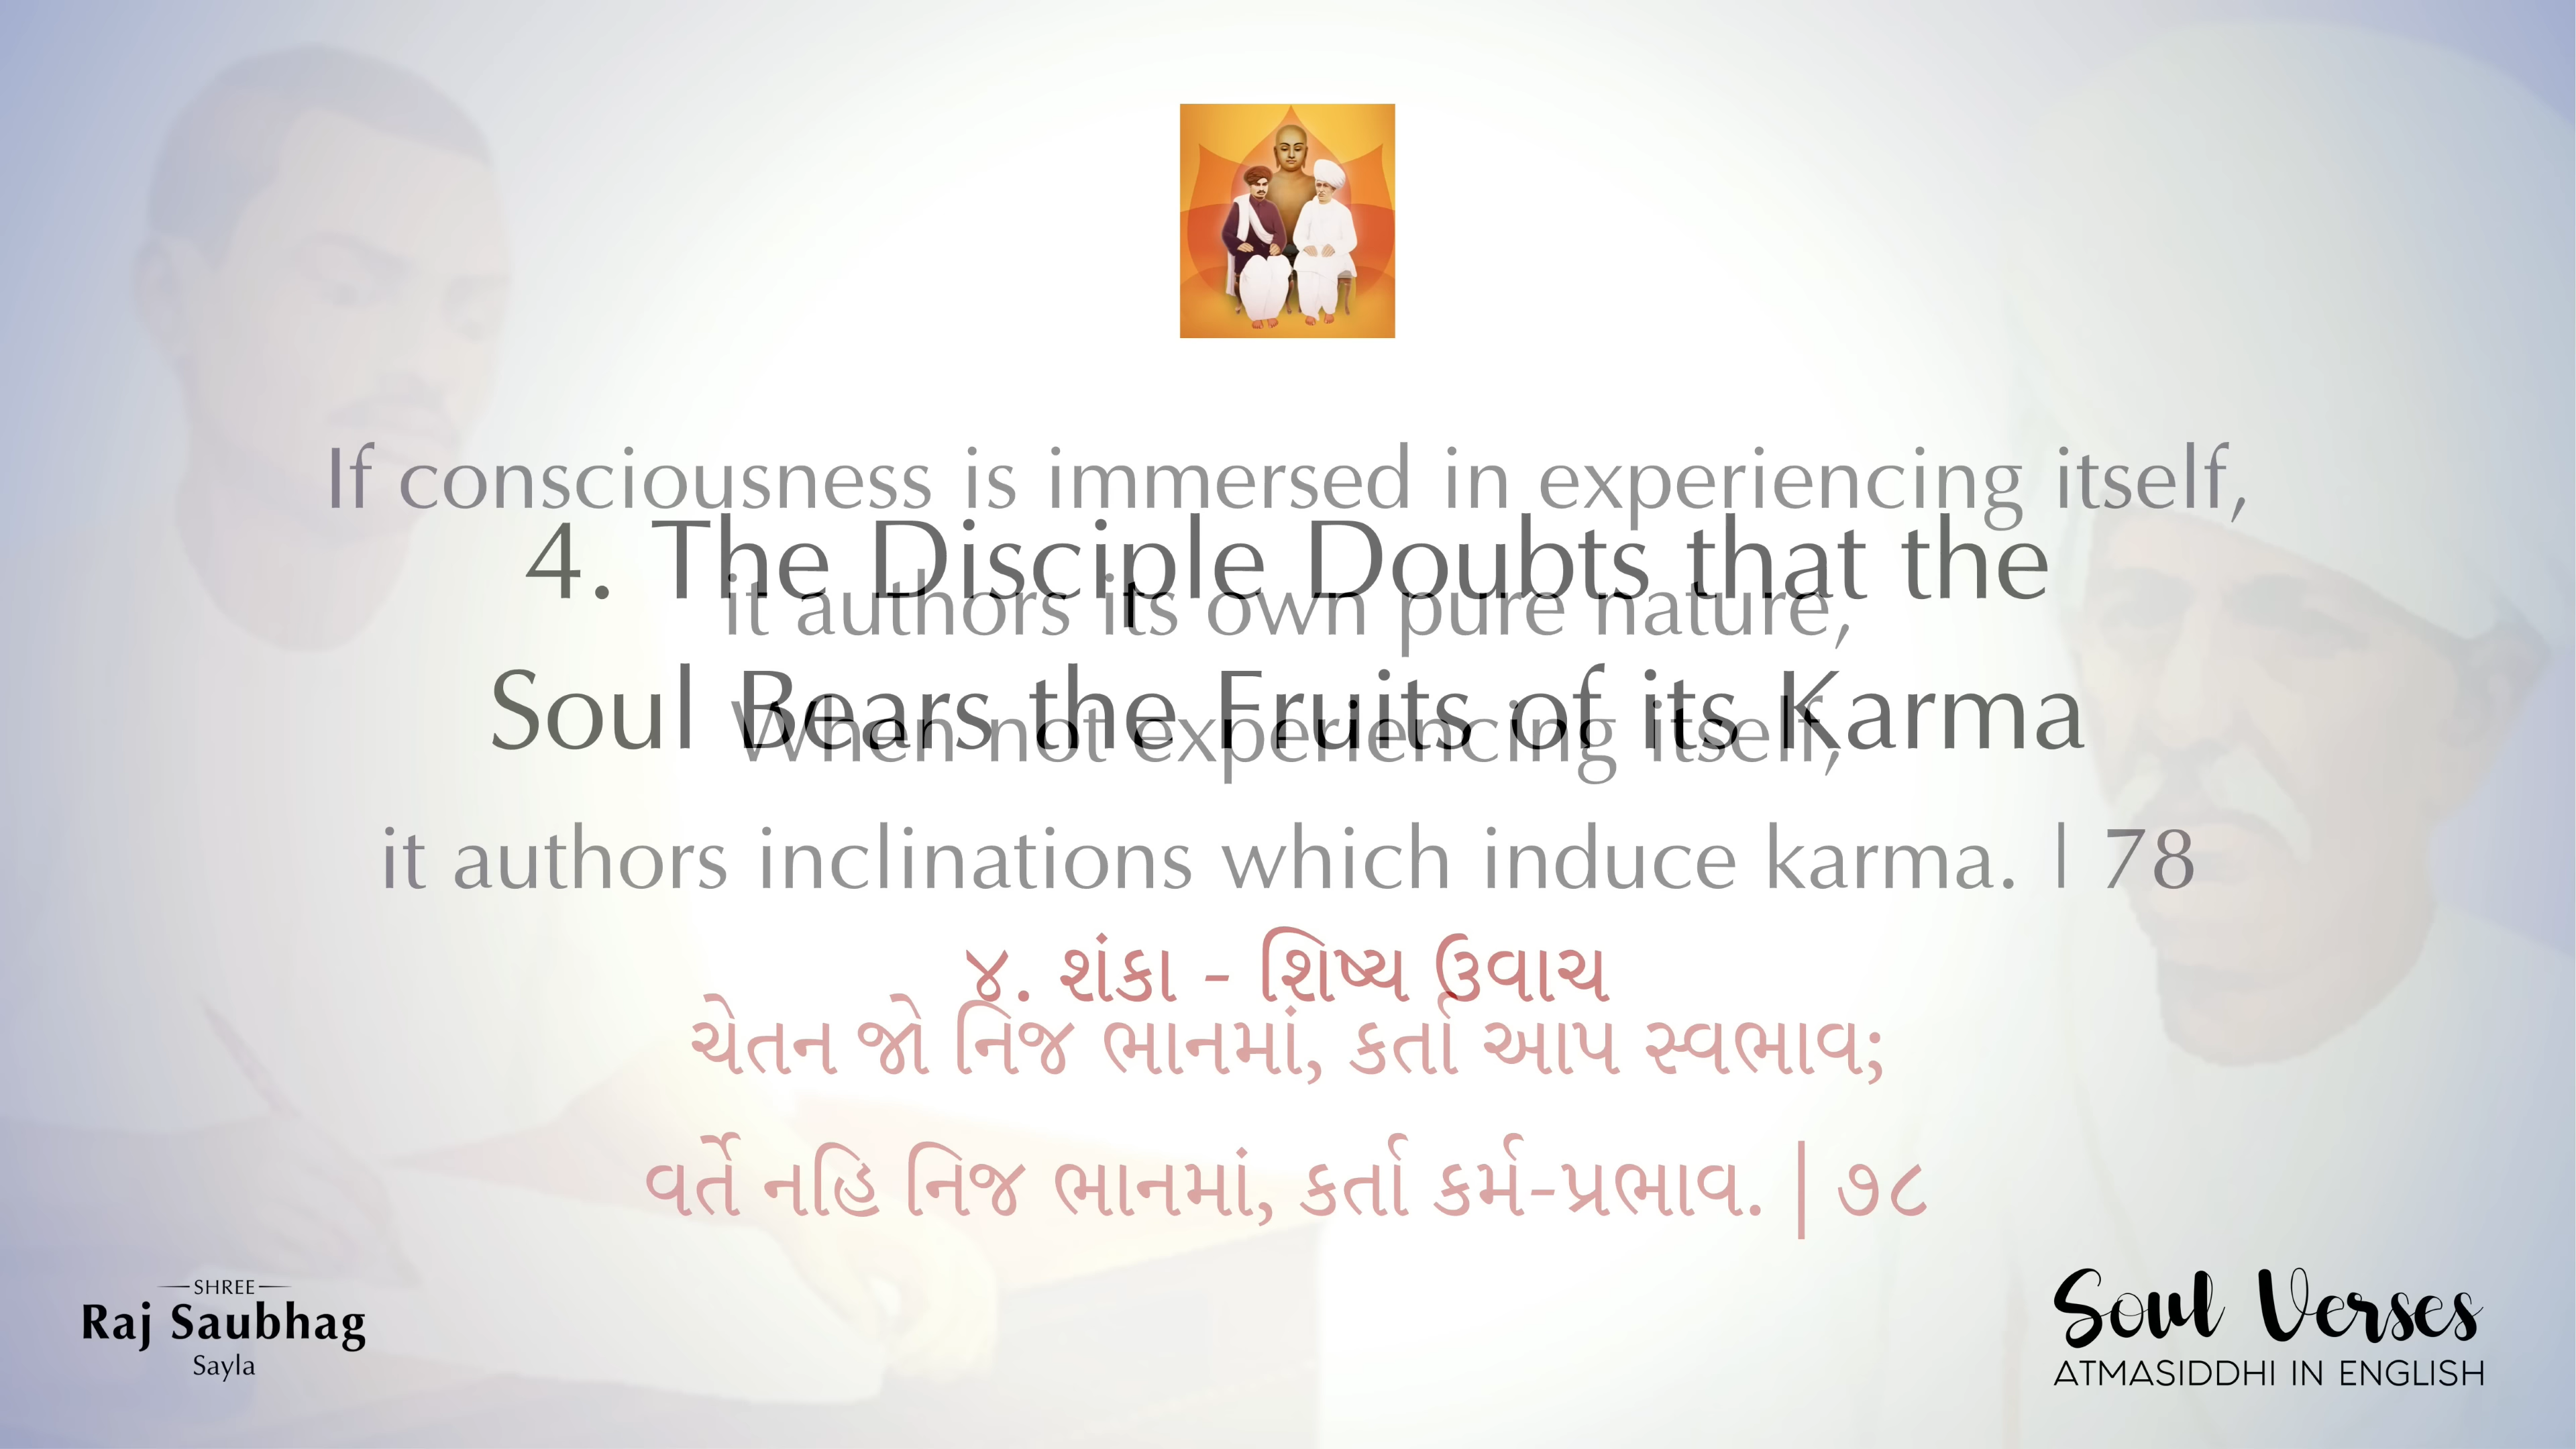 If consciousness is immersed in experiencing itself,
4. The Disciple Doubts that the
it authors its own pure nature,
Soul Bears the Fruits of its Karma
When not experiencing itself,
it authors inclinations which induce karma. | 78
૪. શંકા - શિષ્ય ઉવાચ
ચેતન જો નિજ ભાનમાં, કર્તા આપ સ્વભાવ;
વર્તે નહિ નિજ ભાનમાં, કર્તા કર્મ-પ્રભાવ. | ૭૮
SHREE
Raj Saubhag
Sayla
Soul Verses
ATMASIDDHI IN ENGLISH